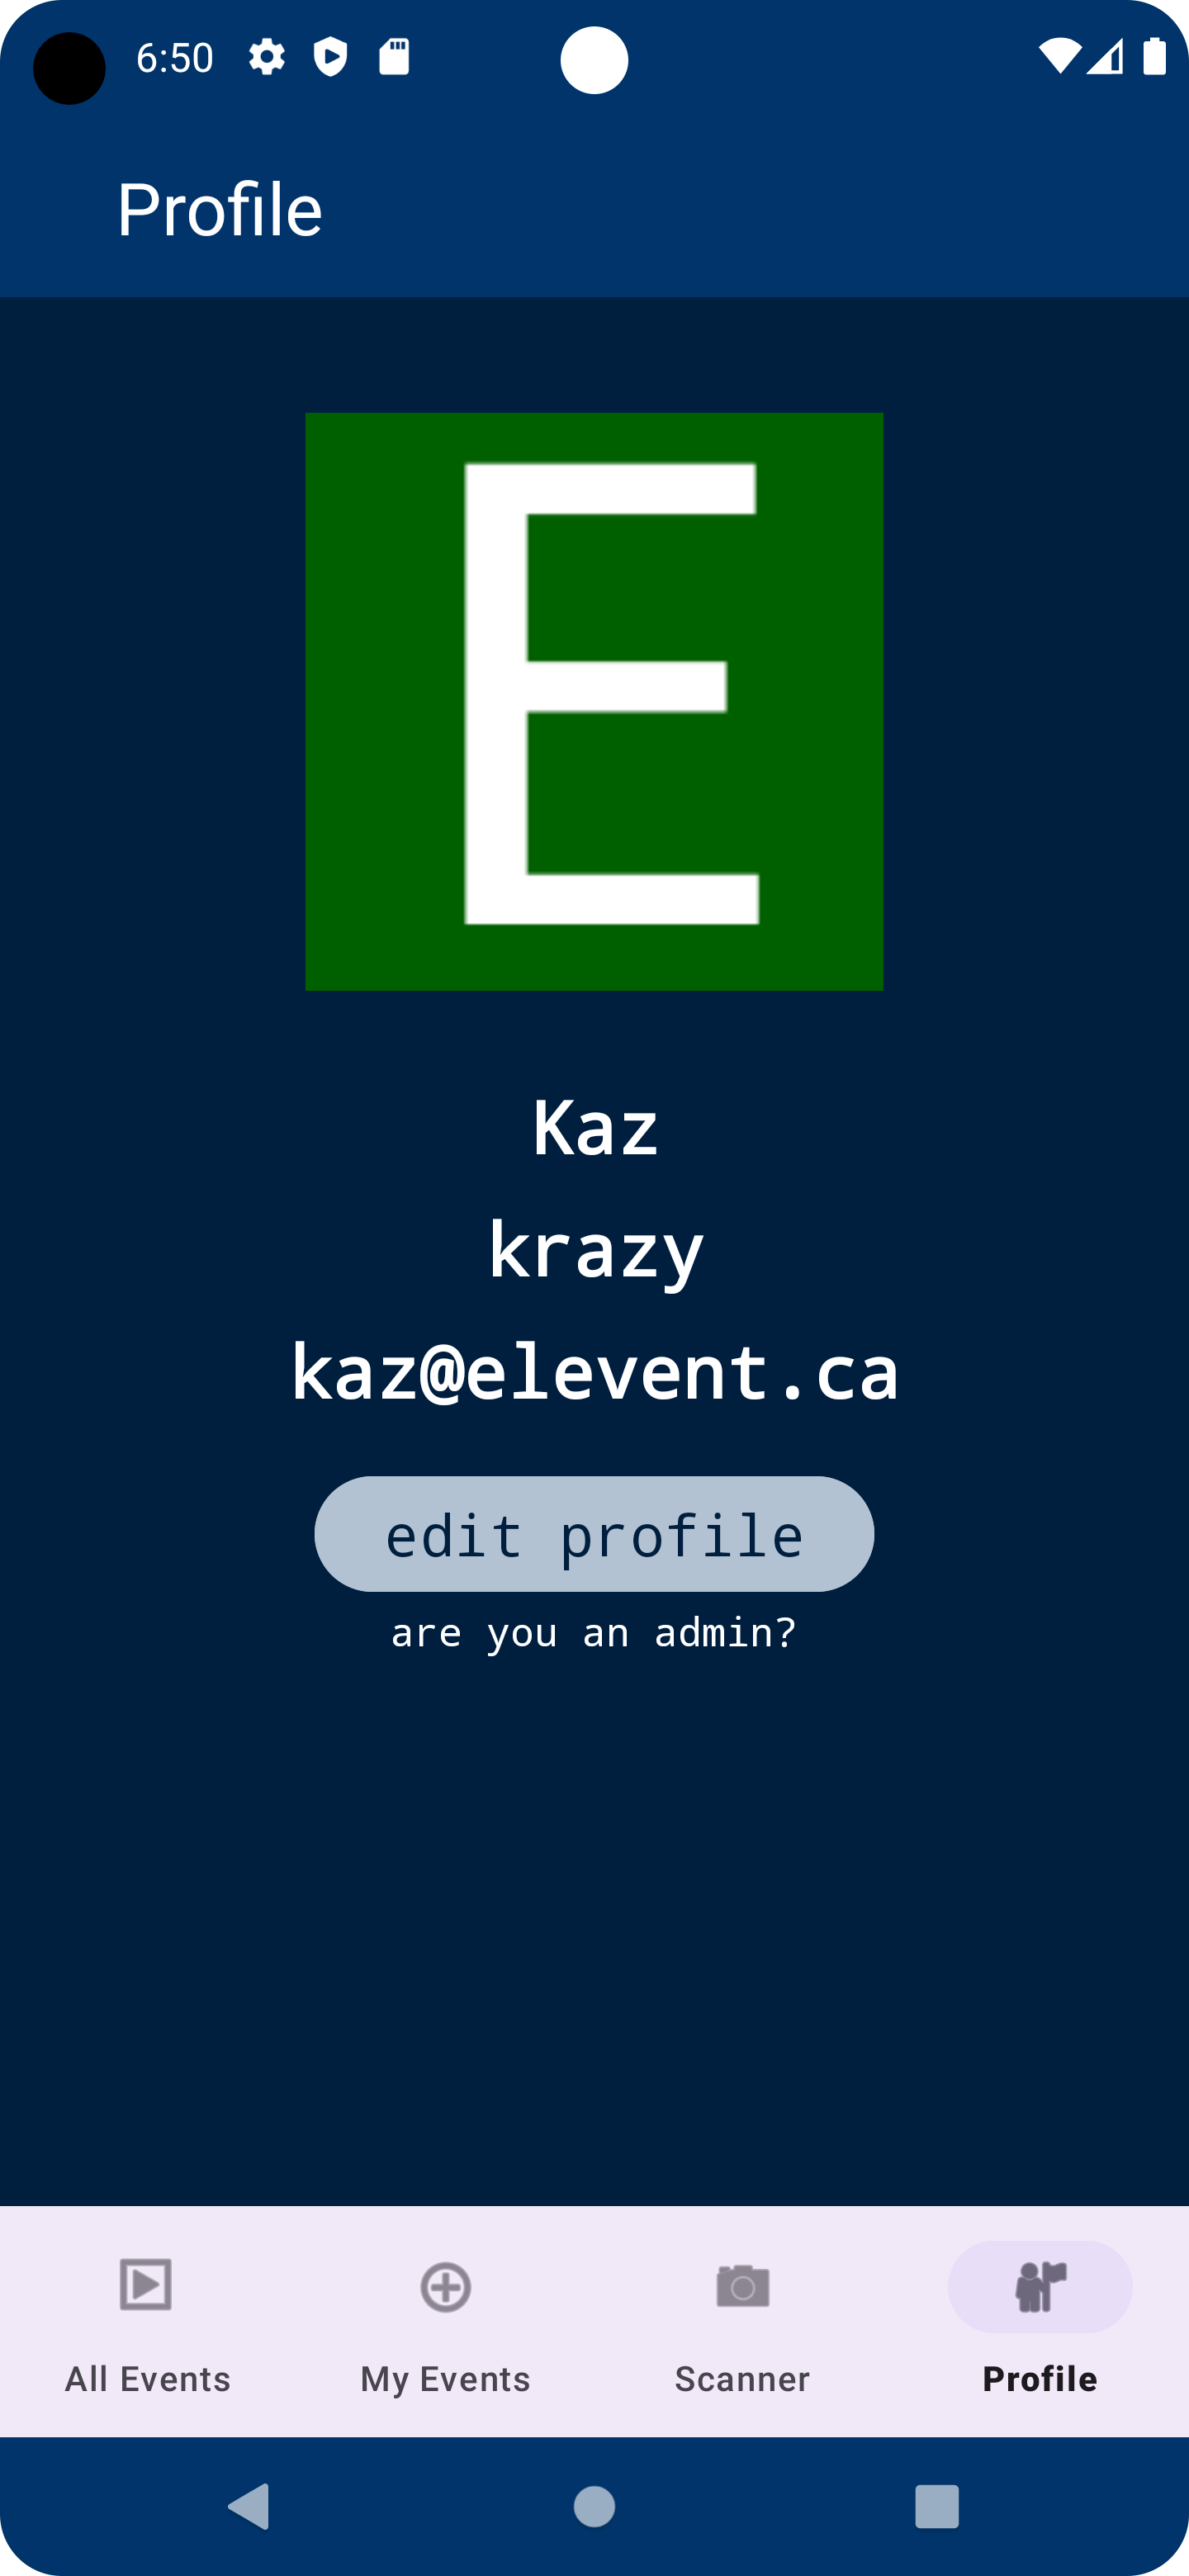 6:50
Profile
E
Kaz
krazy
kaz@elevent.ca
edit profile
are you an admin?
All Events
My Events
Scanner
Profile